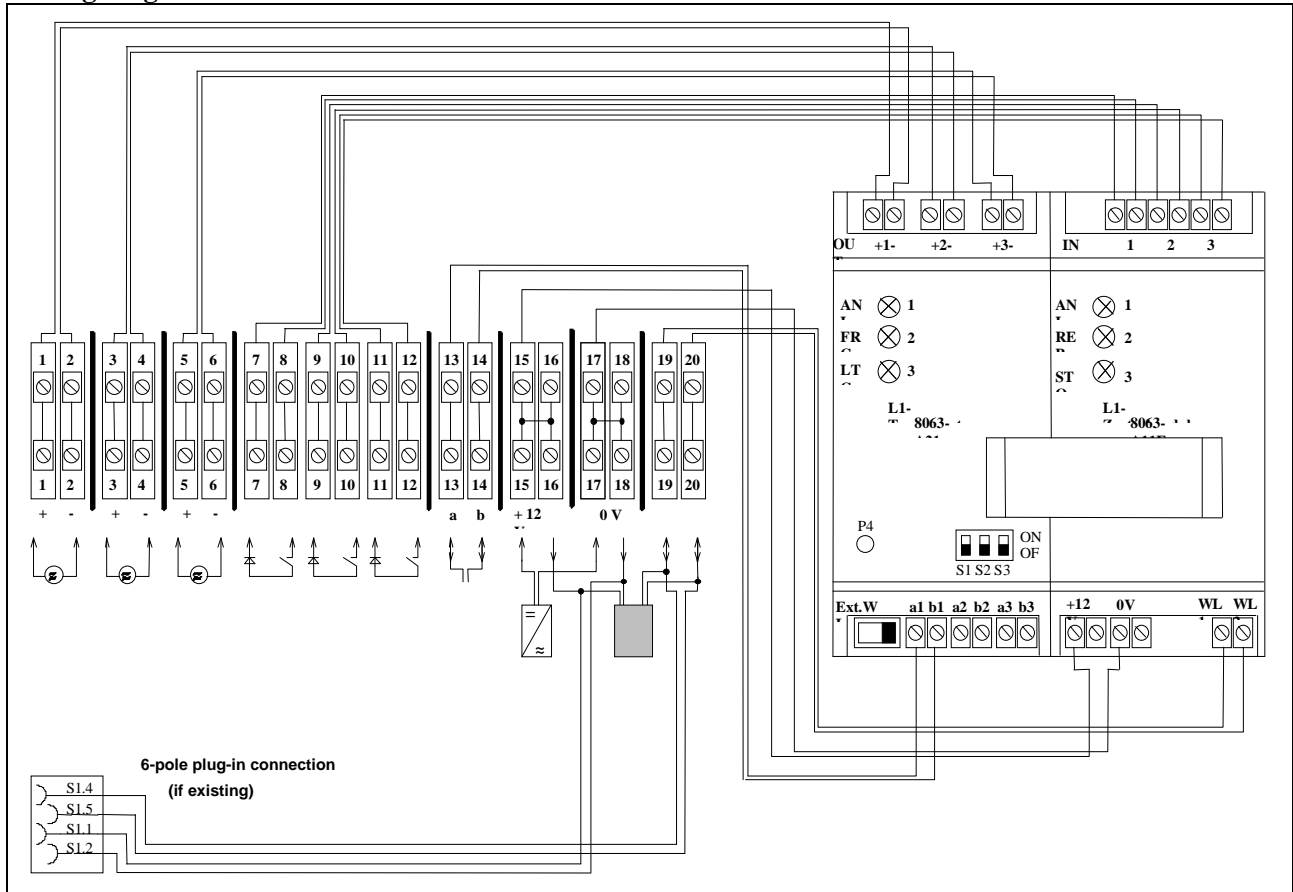 OU +1- +2- +3- IN 1 2 3
AN 1 AN 1
FR 2 RE 2
LT 3 ST 3
L1- L1-
8063- 8063-
1 2 3 4 5 6 7 8 9 10 11 12 13 14 15 16 17 18 19 20
1 2 3 4 5 6 7 8 9 10 11 12 13 14 15 16 17 18 19 20
+ - + - + - a b + 12 0 V
P4 ON
OF
S1 S2 S3
Ext.W a1 b1 a2 b2 a3 b3 +12 0V WL WL
= ≈
6-pole plug-in connection
(if existing)
S1.4
S1.5
S1.1
S1.2